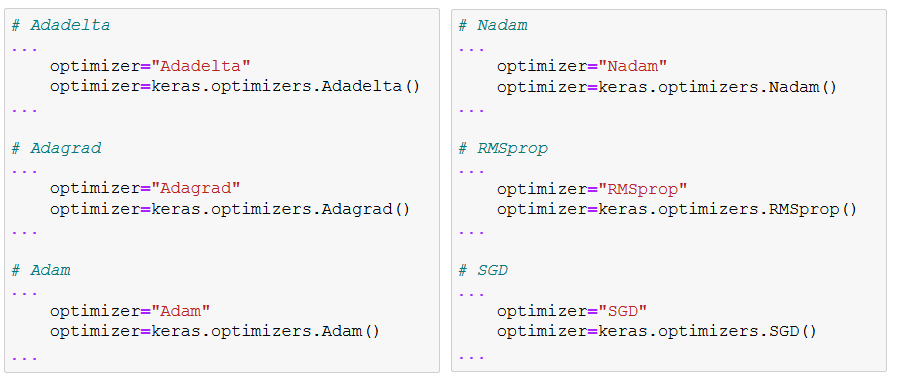 # Adadelta
...
    optimizer="Adadelta"
    optimizer=keras.optimizers.Adadelta()
...
# Adagrad
...
    optimizer="Adagrad"
    optimizer=keras.optimizers.Adagrad()
...
# Adam
...
    optimizer="Adam"
    optimizer=keras.optimizers.Adam()
...
# Nadam
...
    optimizer="Nadam"
    optimizer=keras.optimizers.Nadam()
...
# RMSprop
...
    optimizer="RMSprop"
    optimizer=keras.optimizers.RMSprop()
...
# SGD
...
    optimizer="SGD"
    optimizer=keras.optimizers.SGD()
...